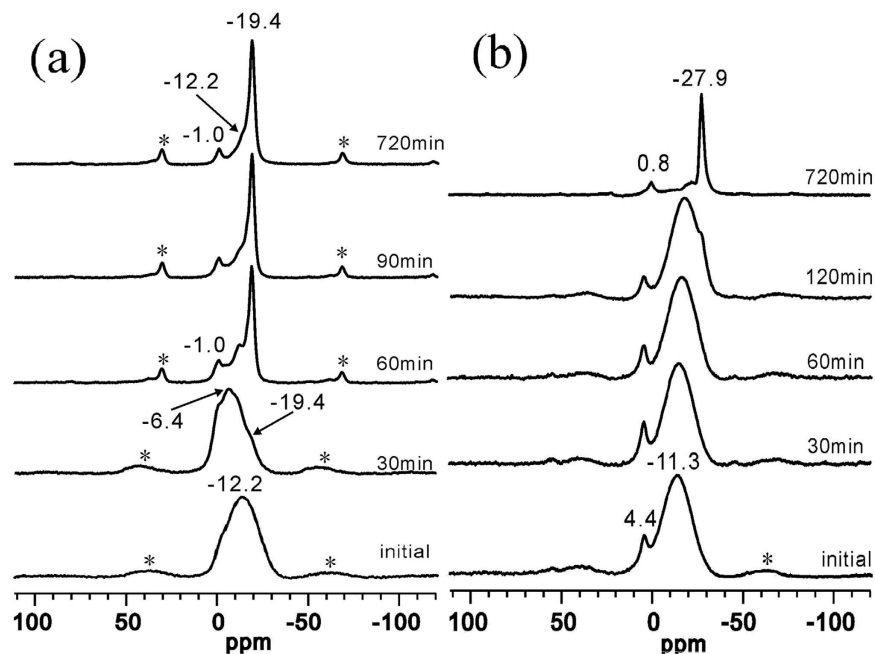 (a)
-19.4
-12.2
-1.0
* * 720min
* * 90min
-1.0
* * 60min
-6.4
-19.4
* * 30min
-12.2
* * initial
100 50 0 -50 -100
ppm
(b)
-27.9
0.8
720min
120min
60min
30min
-11.3
4.4
* initial
100 50 0 -50 -100
ppm